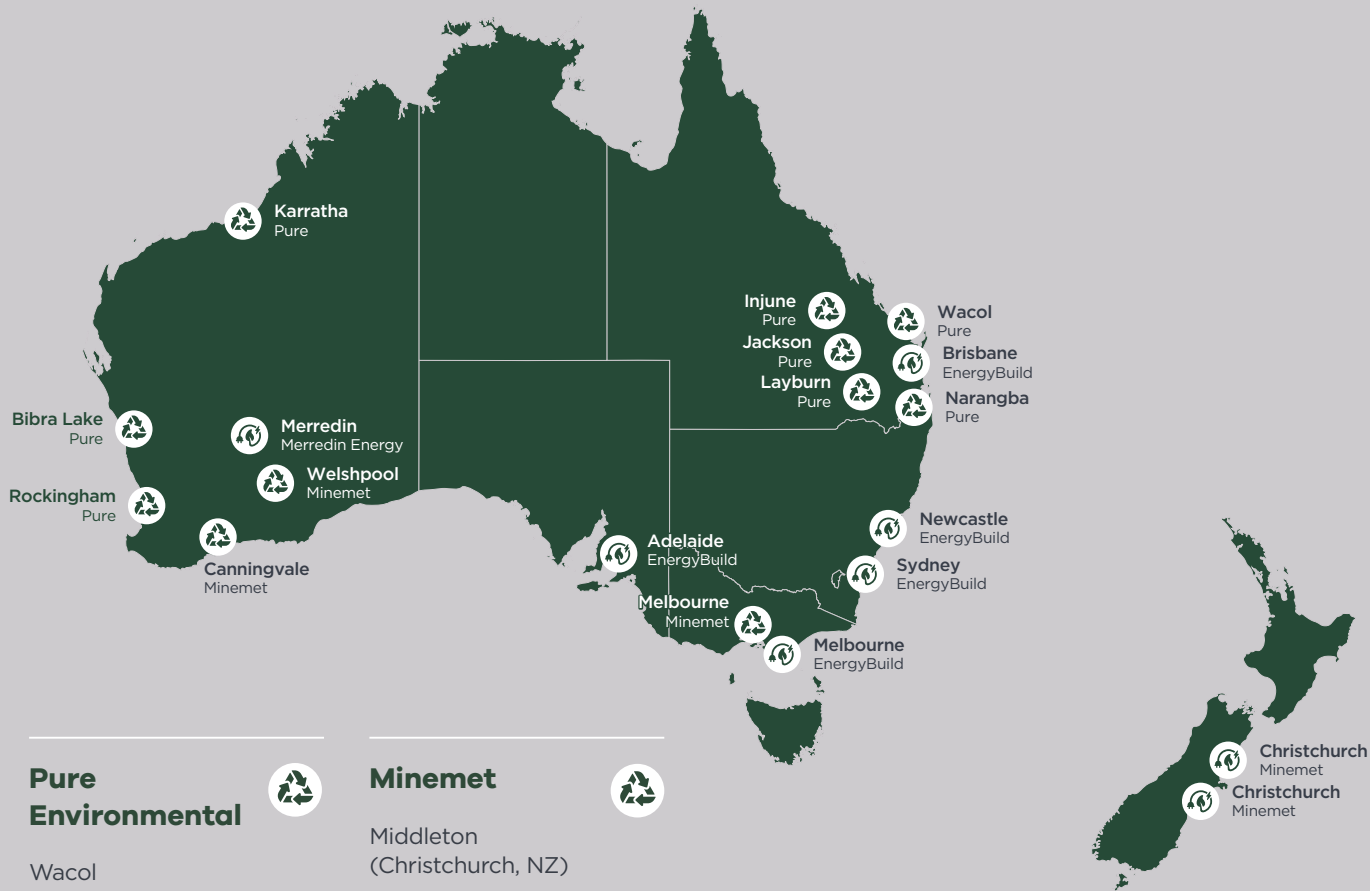 Karratha
Pure
Injune
Pure
Wacol
Pure
Jackson
Pure
Brisbane
EnergyBuild
Layburn
Pure
Narangba
Pure
Bibra Lake
Pure
Merredin
Merredin Energy
Welshpool
Minemet
Rockingham
Pure
Canningvale
Minemet
Newcastle
EnergyBuild
Adelaide
EnergyBuild
Sydney
EnergyBuild
Melbourne
Minemet
Melbourne
EnergyBuild
Christchurch
Minemet
Christchurch
Minemet
Pure
Environmental
Wacol
Minemet
Middleton
(Christchurch, NZ)